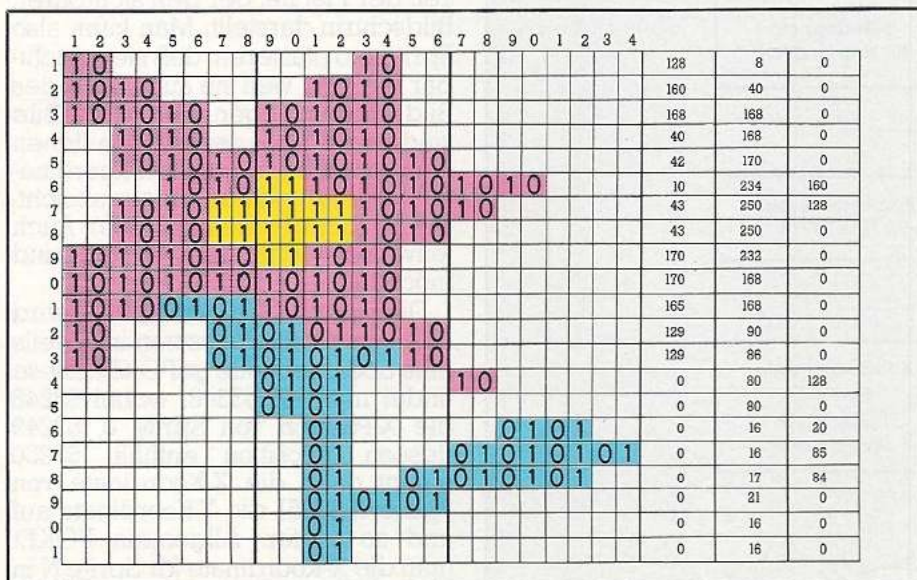 1 2 3 4 5 6 7 8 9 0 1 2 3 4 5 6 7 8 9 0 1 2 3 4
1 1 0 1 0 128 8 0
2 1 0 1 0 1 0 1 0 160 40 0
3 1 0 1 0 1 0 1 0 1 0 1 0 168 168 0
4 1 0 1 0 1 0 1 0 1 0 40 168 0
5 1 0 1 0 1 0 1 0 1 0 1 0 1 0 42 170 0
6 1 0 1 0 1 1 1 0 1 0 1 0 1 0 1 0 10 234 160
7 1 0 1 0 1 1 1 1 1 1 1 0 1 0 1 0 43 250 128
8 1 0 1 0 1 1 1 1 1 1 1 0 1 0 43 250 0
9 1 0 1 0 1 0 1 0 1 1 1 0 1 0 170 232 0
0 1 0 1 0 1 0 1 0 1 0 1 0 1 0 170 168 0
1 1 0 1 0 0 1 0 1 1 0 1 0 1 0 165 168 0
2 1 0 0 1 0 1 0 1 1 0 1 0 129 90 0
3 1 0 0 1 0 1 0 1 0 1 1 0 129 86 0
4 0 1 0 1 1 0 0 80 128
5 0 1 0 1 0 80 0
6 0 1 0 1 0 1 0 16 20
7 0 1 0 1 0 1 0 1 0 1 0 16 85
8 0 1 0 1 0 1 0 1 0 1 0 17 84
9 0 1 0 1 0 1 0 21 0
0 0 1 0 16 0
1 0 1 0 16 0